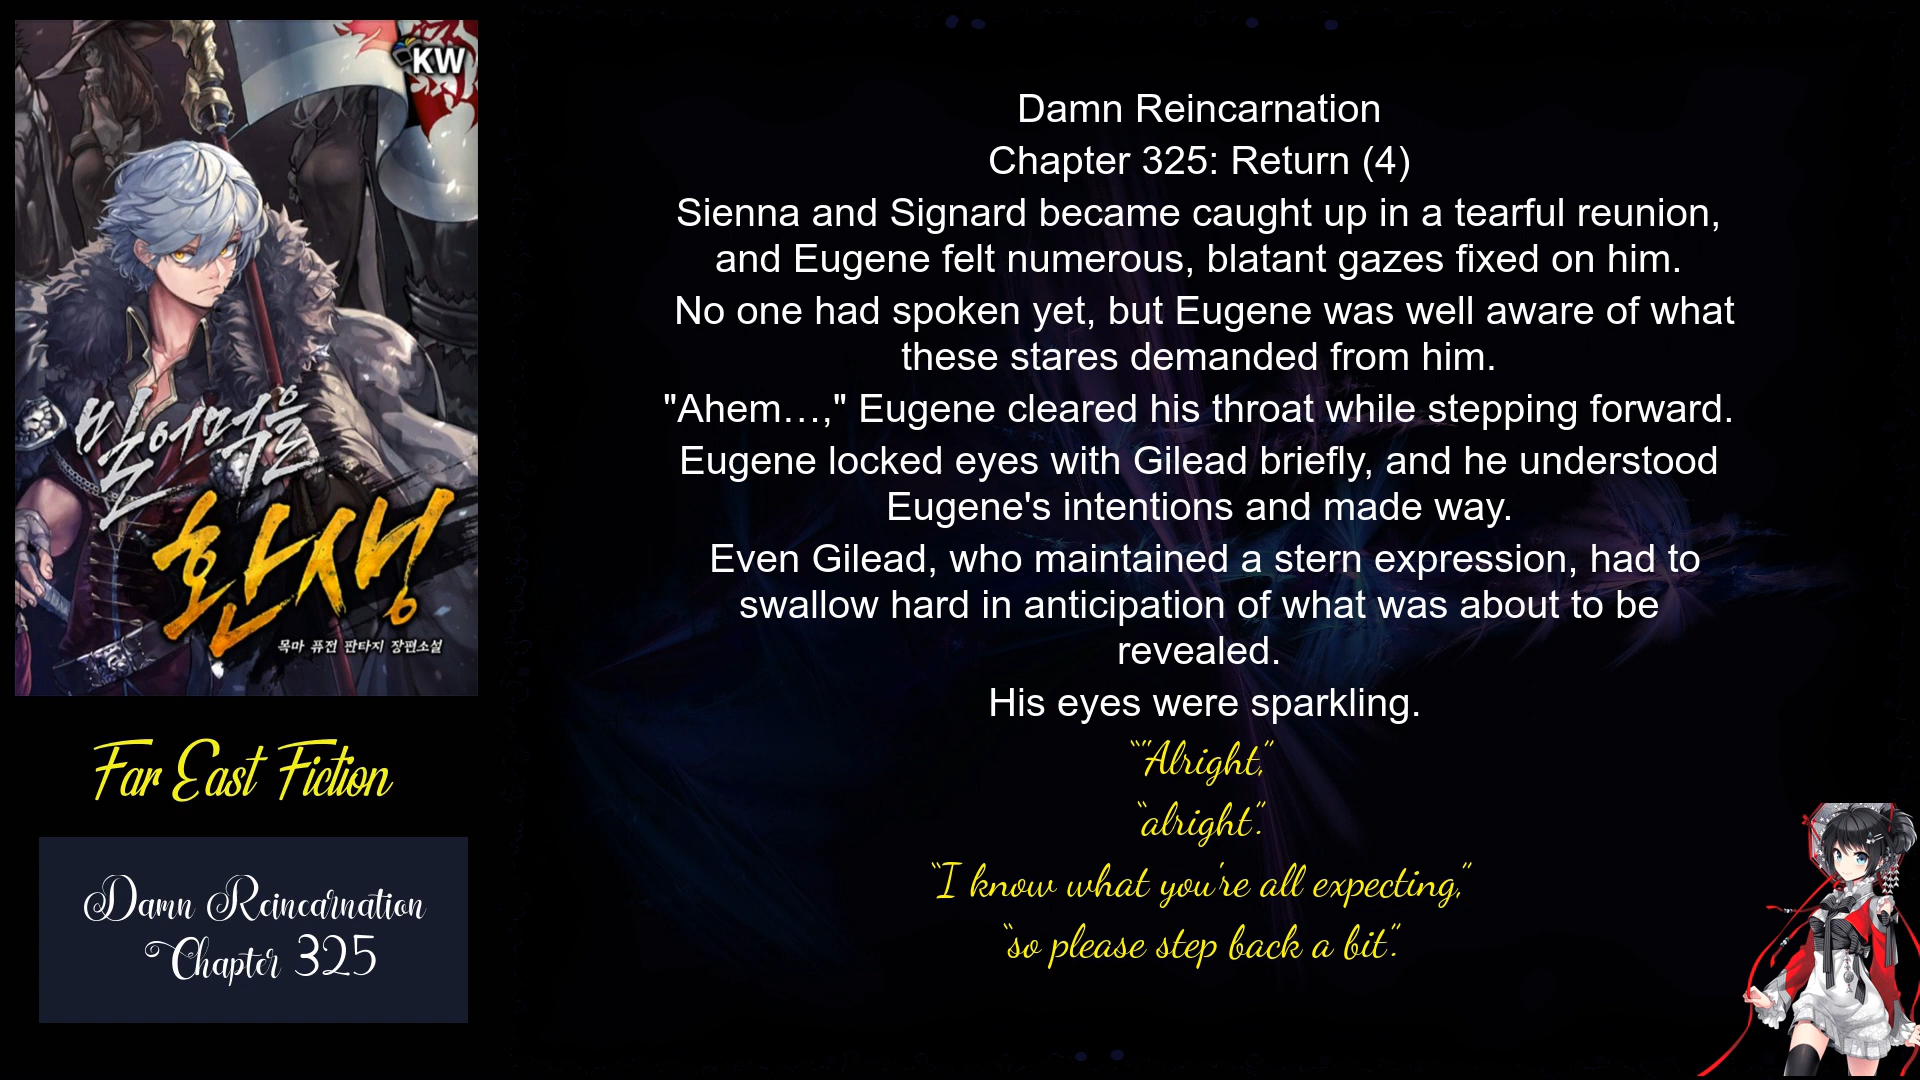 KW
빌어먹을
환생
목마 퓨전 판타지 장편소설
Far East Fiction
Damn Reincarnation
Chapter 325
Damn Reincarnation
Chapter 325: Return (4)
Sienna and Signard became caught up in a tearful reunion,
and Eugene felt numerous, blatant gazes fixed on him.
No one had spoken yet, but Eugene was well aware of what
these stares demanded from him.
"Ahem…," Eugene cleared his throat while stepping forward.
Eugene locked eyes with Gilead briefly, and he understood
Eugene's intentions and made way.
Even Gilead, who maintained a stern expression, had to
swallow hard in anticipation of what was about to be
revealed.
His eyes were sparkling.
“"Alright,”
“alright”.
“I know what you're all expecting,”
“so please step back a bit”.